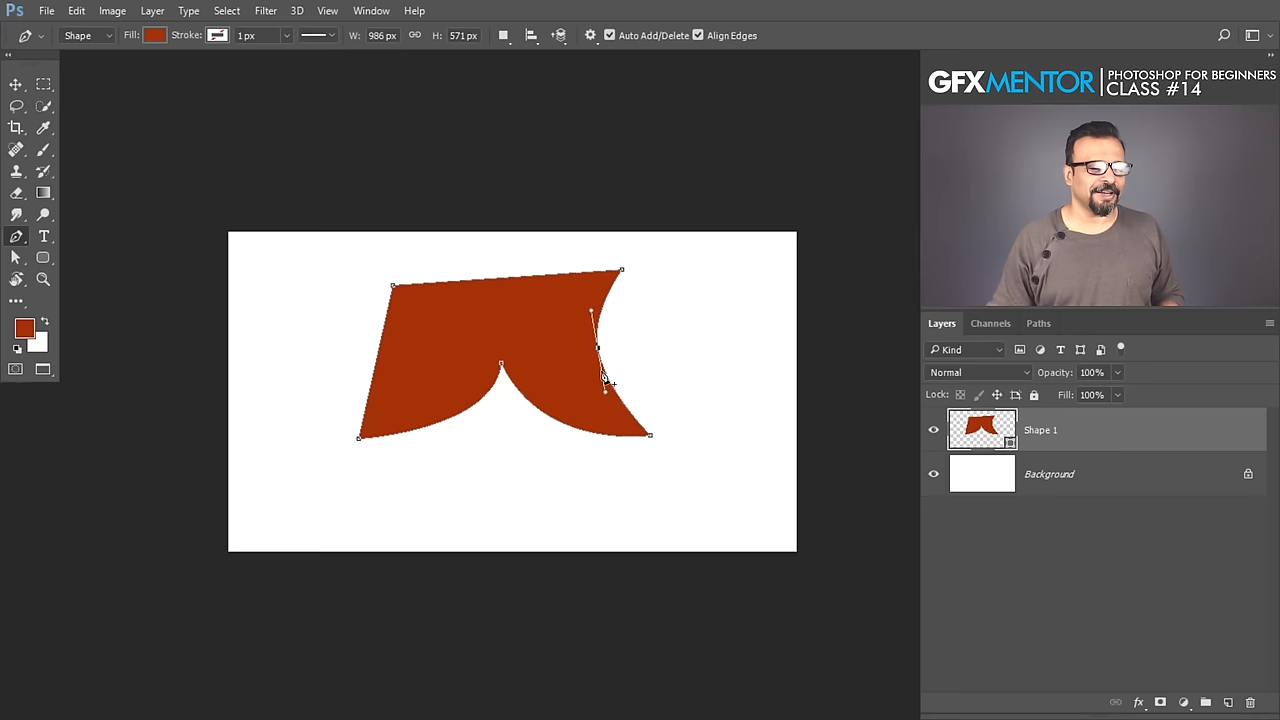 Ps File Edit Image Layer Type Select Filter 3D View Window Help
Shape Fill: Stroke: 1 px W: 986 px H: 571 px Auto Add/Delete Align Edges
GFXMENTOR PHOTOSHOP FOR BEGINNERS
CLASS #14
T
Layers Channels Paths
Kind T
Normal Opacity: 100%
Lock: Fill: 100%
Shape 1
Background
fx